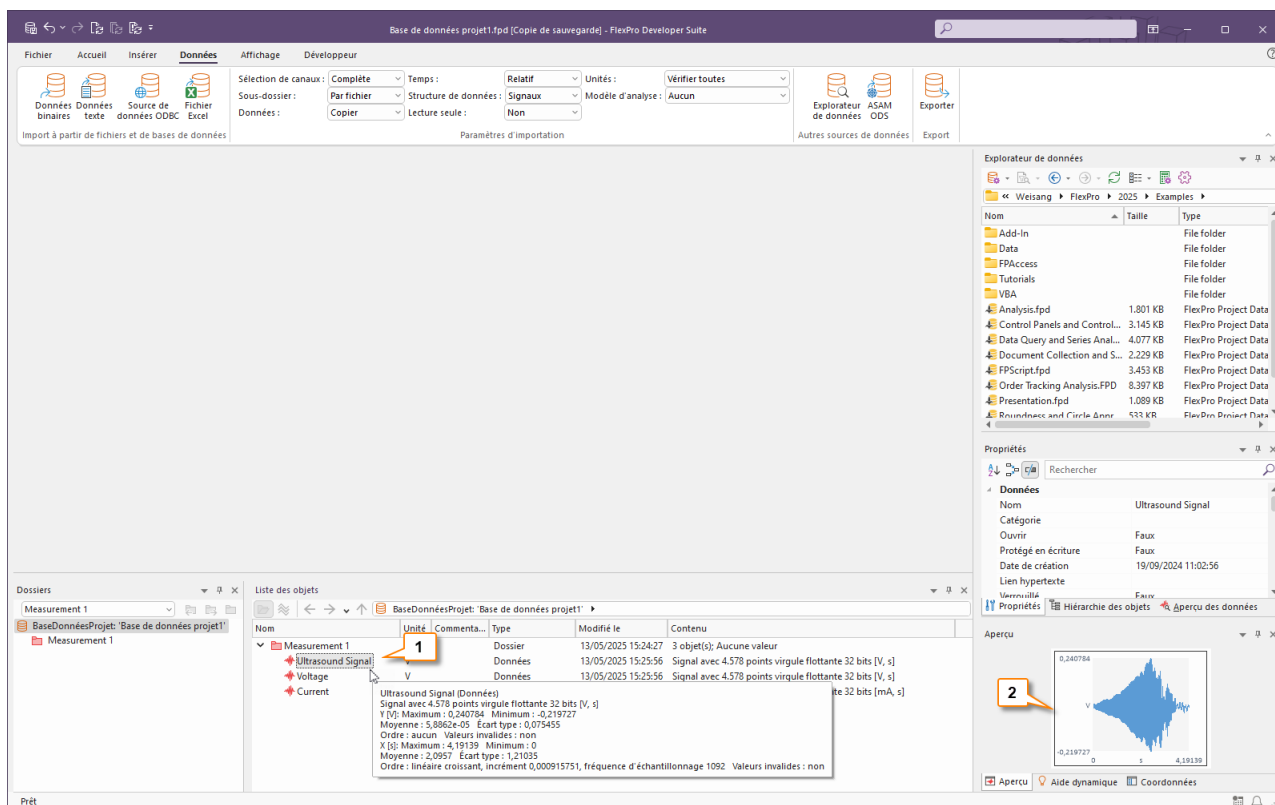 Base de données projet1.fpd [Copie de sauvegarde] - FlexPro Developer Suite
Fichier Accueil Insérer Données Affichage Développeur
Données binaires
Données texte
Source de données ODBC
Fichier Excel
Import à partir de fichiers et de bases de données
Sélection de canaux : Complète Temps : Relatif Unités : Vérifier toutes
Sous-dossier : Par fichier Structure de données : Signaux Modèle d'analyse : Aucun
Données : Copier Lecture seule : Non
Paramètres d'importation
Explorateur de données
ASAM ODS
Autres sources de données
Exporter
Export
Explorateur de données
« Weisang FlexPro 2025 Examples
Nom Taille Type
Add-In File folder
Data File folder
FPAccess File folder
Tutorials File folder
VBA File folder
Analysis.fpd 1.801 KB FlexPro Project Data
Control Panels and Control... 3.145 KB FlexPro Project Data
Data Query and Series Anal... 4.077 KB FlexPro Project Data
Document Collection and S... 2.229 KB FlexPro Project Data
FPScript.fpd 3.453 KB FlexPro Project Data
Order Tracking Analysis.FPD 8.397 KB FlexPro Project Data
Presentation.fpd 1.089 KB FlexPro Project Data
Roundness and Circle Appr... 533 KB FlexPro Project Data
Propriétés
Rechercher
Données
Nom Ultrasound Signal
Catégorie
Ouvrir Faux
Protégé en écriture Faux
Date de création 19/09/2024 11:02:56
Lien hypertexte
Verrouillé Faux
Propriétés Hiérarchie des objets Aperçu des données
Aperçu
0,240784
V
-0,219727
0 s 4,19139
2
Aperçu Aide dynamique Coordonnées
Dossiers
Measurement 1
BaseDonnéesProjet: 'Base de données projet1'
Measurement 1
Liste des objets
BaseDonnéesProjet: 'Base de données projet1'
Nom Unité Commenta... Type Modifié le Contenu
Measurement 1 Dossier 13/05/2025 15:24:27 3 objet(s); Aucune valeur
Ultrasound Signal V Données 13/05/2025 15:25:56 Signal avec 4.578 points virgule flottante 32 bits [V, s]
Voltage V Données 13/05/2025 15:25:56 Signal avec 4.578 points virgule flottante 32 bits [V, s]
Current te 32 bits [mA, s]
1
Ultrasound Signal (Données)
Signal avec 4.578 points virgule flottante 32 bits [V, s]
Y [V]: Maximum : 0,240784 Minimum : -0,219727
Moyenne : 5,8862e-05 Écart type : 0,075455
Ordre : aucun Valeurs invalides : non
X [s]: Maximum : 4,19139 Minimum : 0
Moyenne : 2,0957 Écart type : 1,21035
Ordre : linéaire croissant, incrément 0,000915751, fréquence d'échantillonnage 1092 Valeurs invalides : non
Prêt